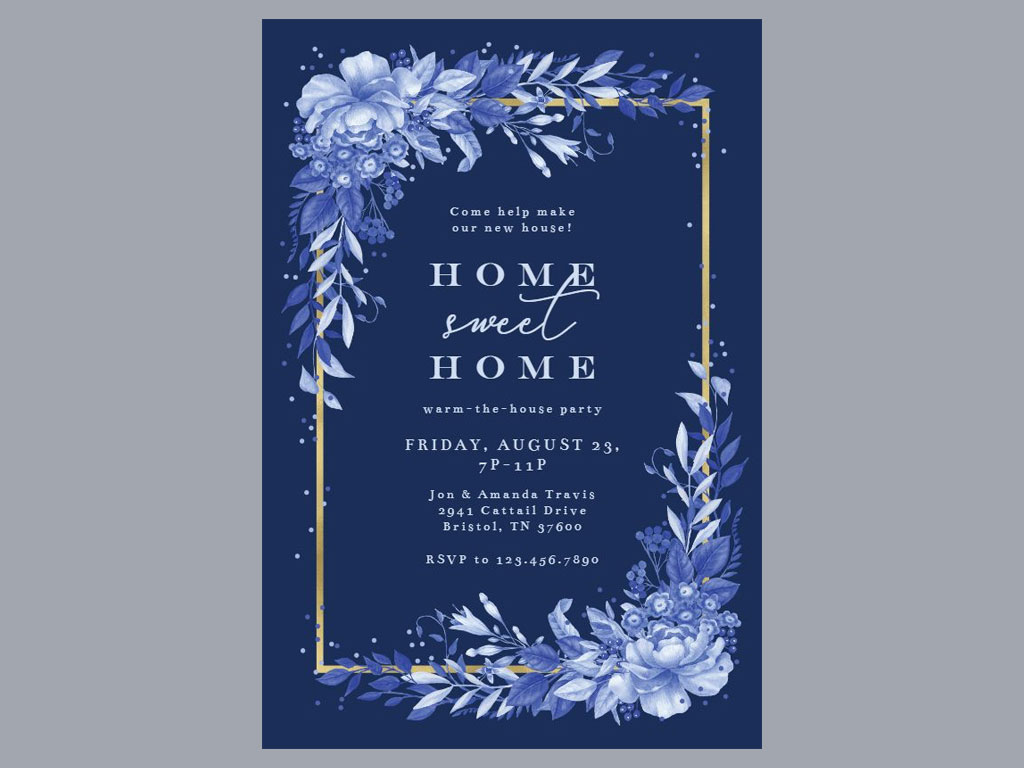 Come help make
our new house!
HOME
sweet
HOME
warm-the-house party
FRIDAY, AUGUST 23,
7P-11P
Jon & Amanda Travis
2941 Cattail Drive
Bristol, TN 37600
RSVP to 123.456.7890